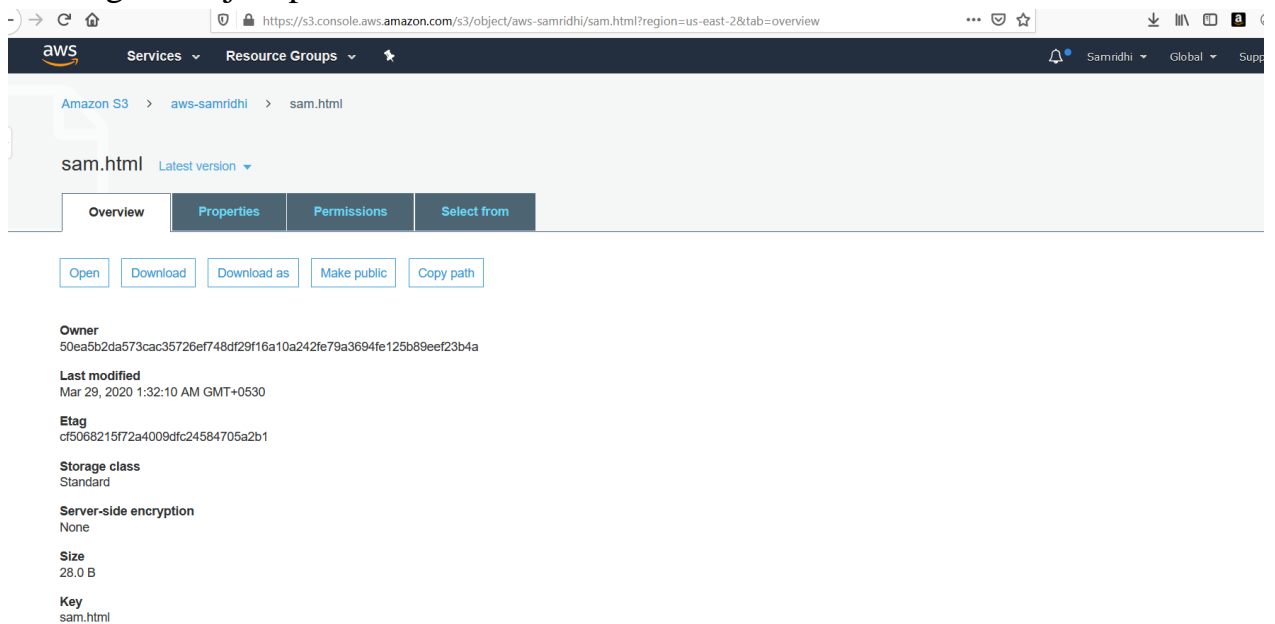 https://s3.console.aws.amazon.com/s3/object/aws-samridhi/sam.html?region=us-east-2&tab=overview
aws Services Resource Groups Samridhi Global Supp
Amazon S3 > aws-samridhi > sam.html
sam.html Latest version
Overview Properties Permissions Select from
Open Download Download as Make public Copy path
Owner
50ea5b2da573cac35726ef748df29f16a10a242fe79a3694fe125b89eef23b4a
Last modified
Mar 29, 2020 1:32:10 AM GMT+0530
Etag
cf5068215f72a4009dfc24584705a2b1
Storage class
Standard
Server-side encryption
None
Size
28.0 B
Key
sam.html